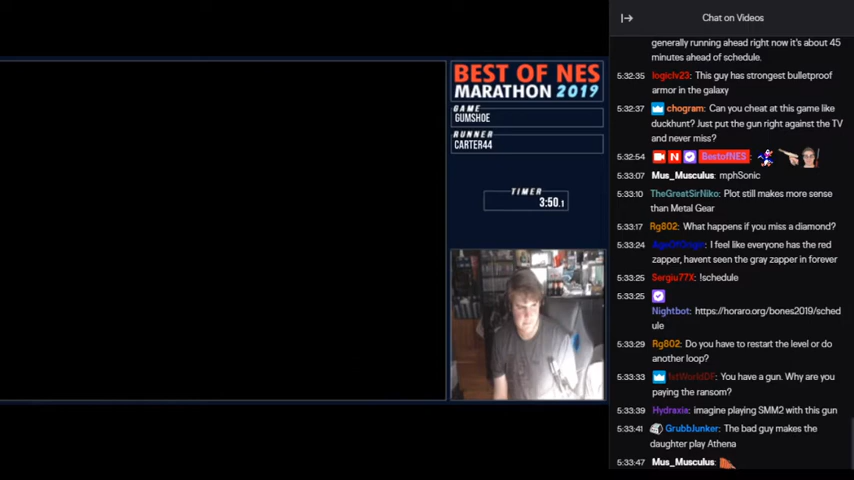 Chat on Videos
generally running ahead right now it's about 45
minutes ahead of schedule.
5:32:35 logiclv23: This guy has strongest bulletproof
armor in the galaxy
5:32:37 chogram: Can you cheat at this game like
duckhunt? Just put the gun right against the TV
and never miss?
5:32:54 BestofNES:
5:33:07 Mus_Musculus: mphSonic
5:33:10 TheGreatSirNiko: Plot still makes more sense
than Metal Gear
5:33:17 Rg802: What happens if you miss a diamond?
5:33:24 I feel like everyone has the red
zapper, havent seen the gray zapper in forever
5:33:25 Sergiu77X: !schedule
5:33:25
Nightbot: https://horaro.org/bones2019/sched
ule
5:33:29 Rg802: Do you have to restart the level or do
another loop?
5:33:33 1stWorldDF: You have a gun. Why are you
paying the ransom?
5:33:39 Hydraxia: imagine playing SMM2 with this gun
5:33:41 GrubbJunker: The bad guy makes the
daughter play Athena
5:33:47 Mus_Musculus:
BEST OF NES
MARATHON 2019
GAME
GUMSHOE
RUNNER
CARTER44
TIMER
3:50.1